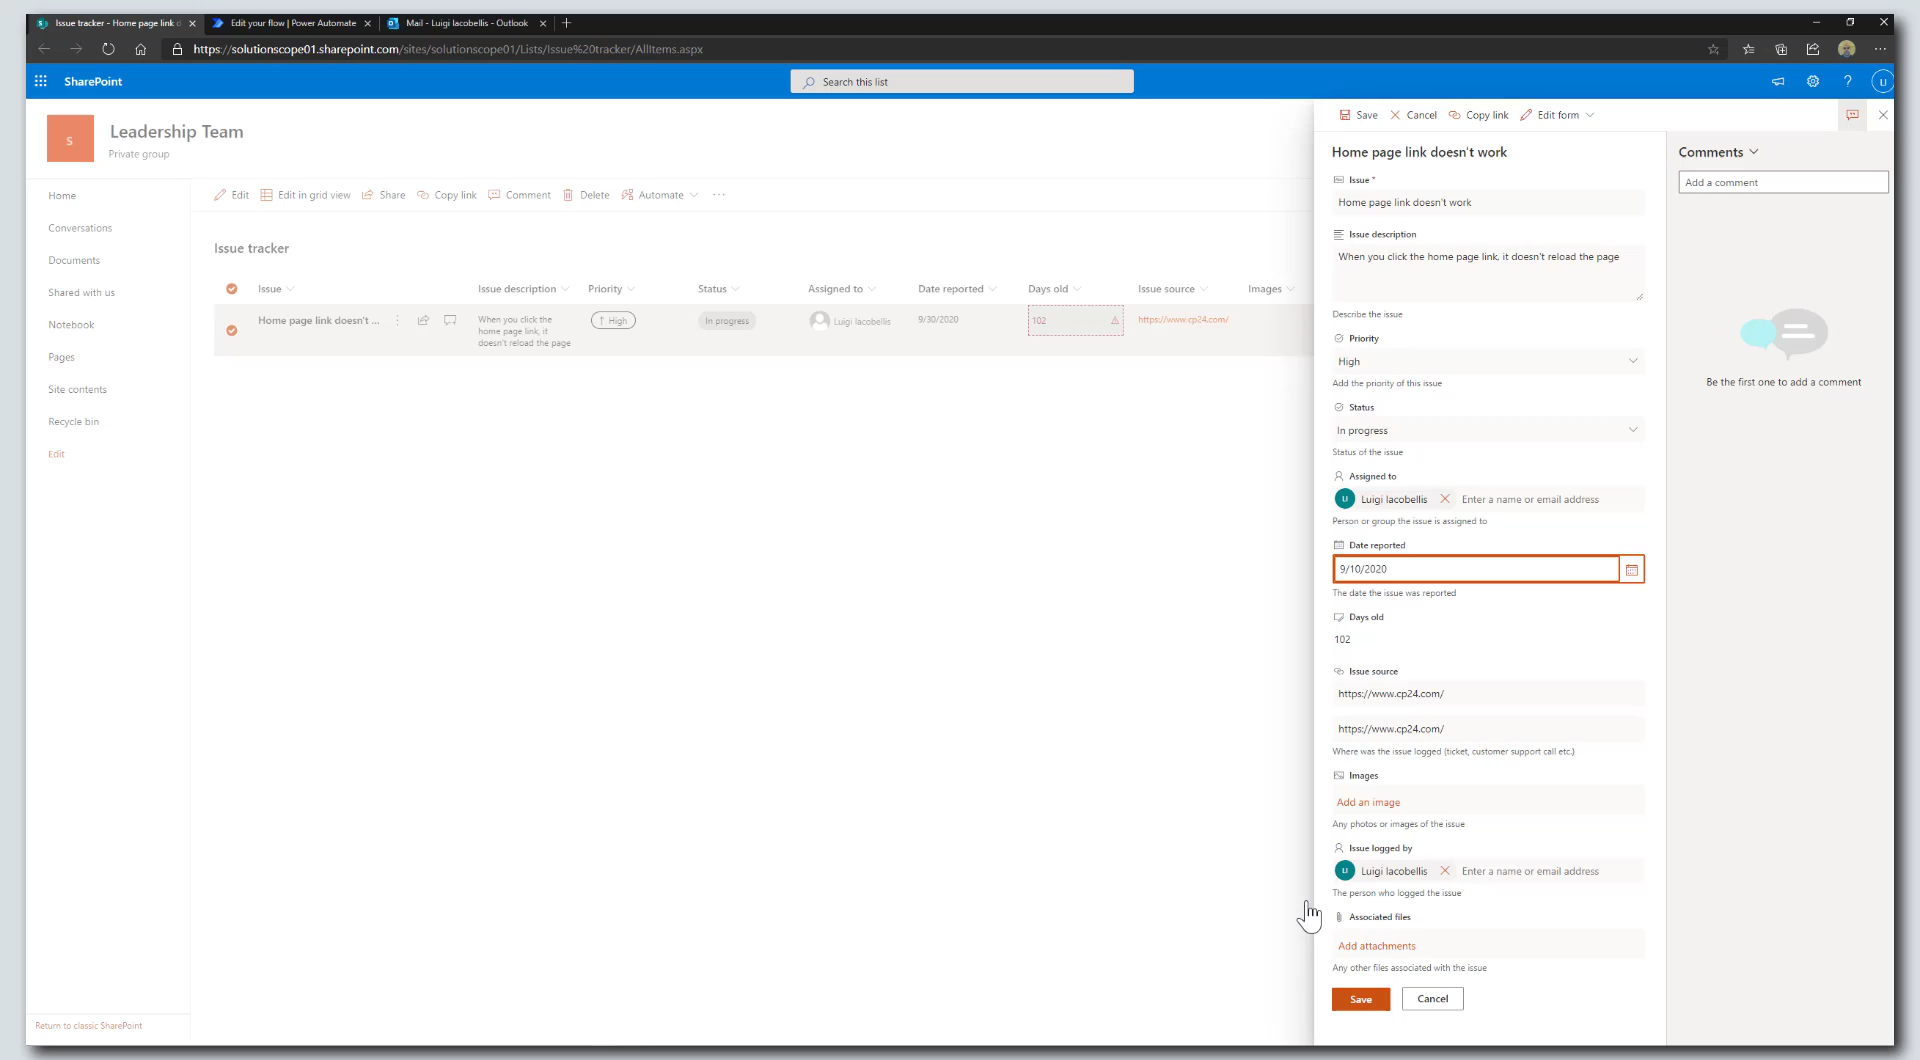 Issue tracker - Home page link d
Edit your flow | Power Automate
Mail - Luigi Iacobellis - Outlook
https://solutionscope01.sharepoint.com/sites/solutionscope01/Lists/Issue%20tracker/AllItems.aspx
SharePoint
Search this list
LI
S
Leadership Team
Private group
Home
Conversations
Documents
Shared with us
Notebook
Pages
Site contents
Recycle bin
Edit
Return to classic SharePoint
Edit Edit in grid view Share Copy link Comment Delete Automate ...
Issue tracker
Issue Issue description Priority Status Assigned to Date reported Days old Issue source Images
Home page link doesn't ...
When you click the
home page link, it
doesn't reload the page
↑ High
In progress
Luigi Iacobellis
9/30/2020
102
https://www.cp24.com/
Save Cancel Copy link Edit form
Home page link doesn't work
Issue *
Home page link doesn't work
Issue description
When you click the home page link, it doesn't reload the page
Describe the issue
Priority
High
Add the priority of this issue
Status
In progress
Status of the issue
Assigned to
LI Luigi Iacobellis Enter a name or email address
Person or group the issue is assigned to
Date reported
9/10/2020
The date the issue was reported
Days old
102
Issue source
https://www.cp24.com/
https://www.cp24.com/
Where was the issue logged (ticket, customer support call etc.)
Images
Add an image
Any photos or images of the issue
Issue logged by
LI Luigi Iacobellis Enter a name or email address
The person who logged the issue
Associated files
Add attachments
Any other files associated with the issue
Save Cancel
Comments
Add a comment
Be the first one to add a comment